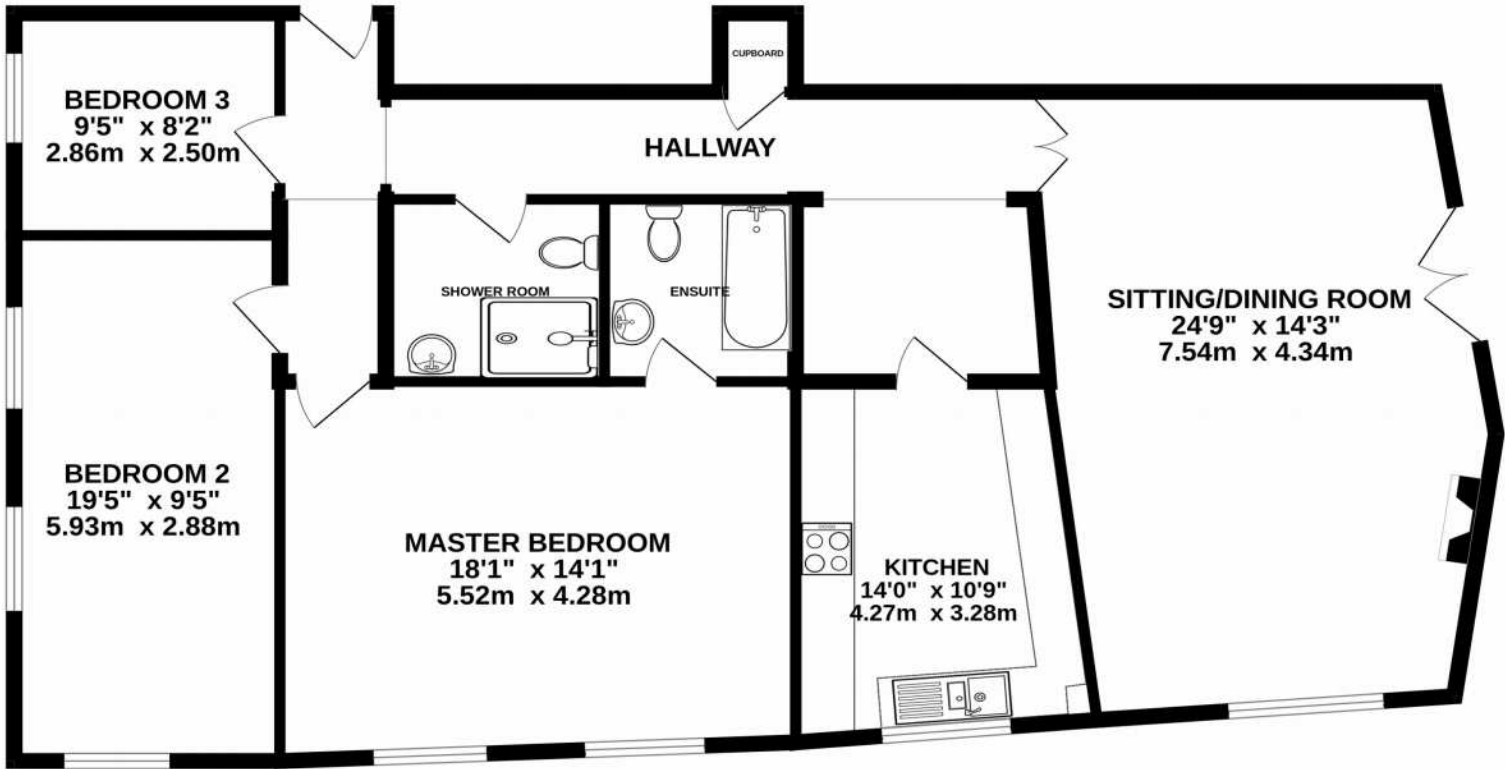 CUPBOARD
BEDROOM 3
9'5" x 8'2"
2.86m x 2.50m
HALLWAY
SHOWER ROOM
ENSUITE
SITTING/DINING ROOM
24'9" x 14'3"
7.54m x 4.34m
BEDROOM 2
19'5" x 9'5"
5.93m x 2.88m
MASTER BEDROOM
18'1" x 14'1"
5.52m x 4.28m
KITCHEN
14'0" x 10'9"
4.27m x 3.28m